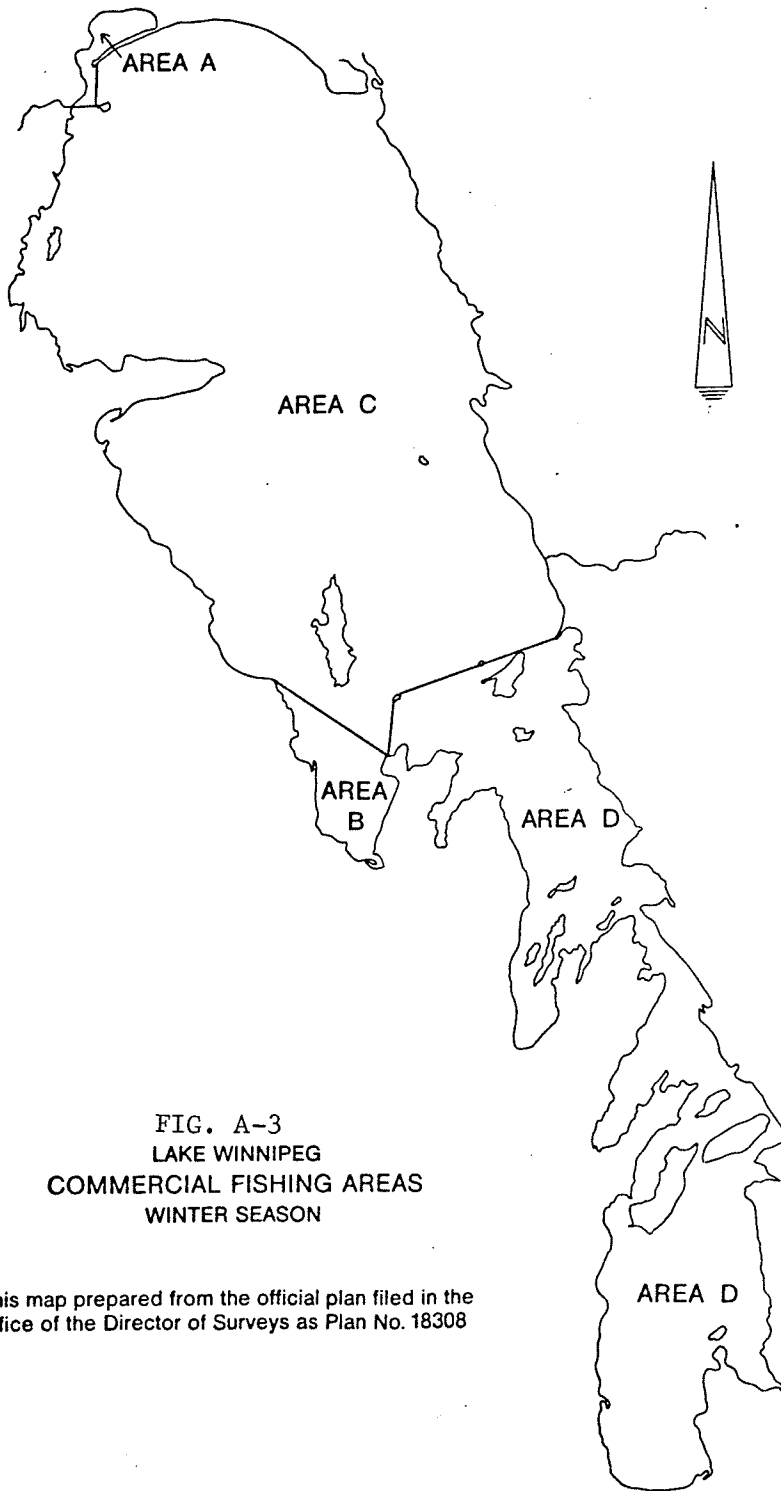 AREA A
N
AREA C
AREA
B
AREA D
FIG. A-3
LAKE WINNIPEG
COMMERCIAL FISHING AREAS
WINTER SEASON
AREA D
his map prepared from the official plan filed in the
fice of the Director of Surveys as Plan No. 18308